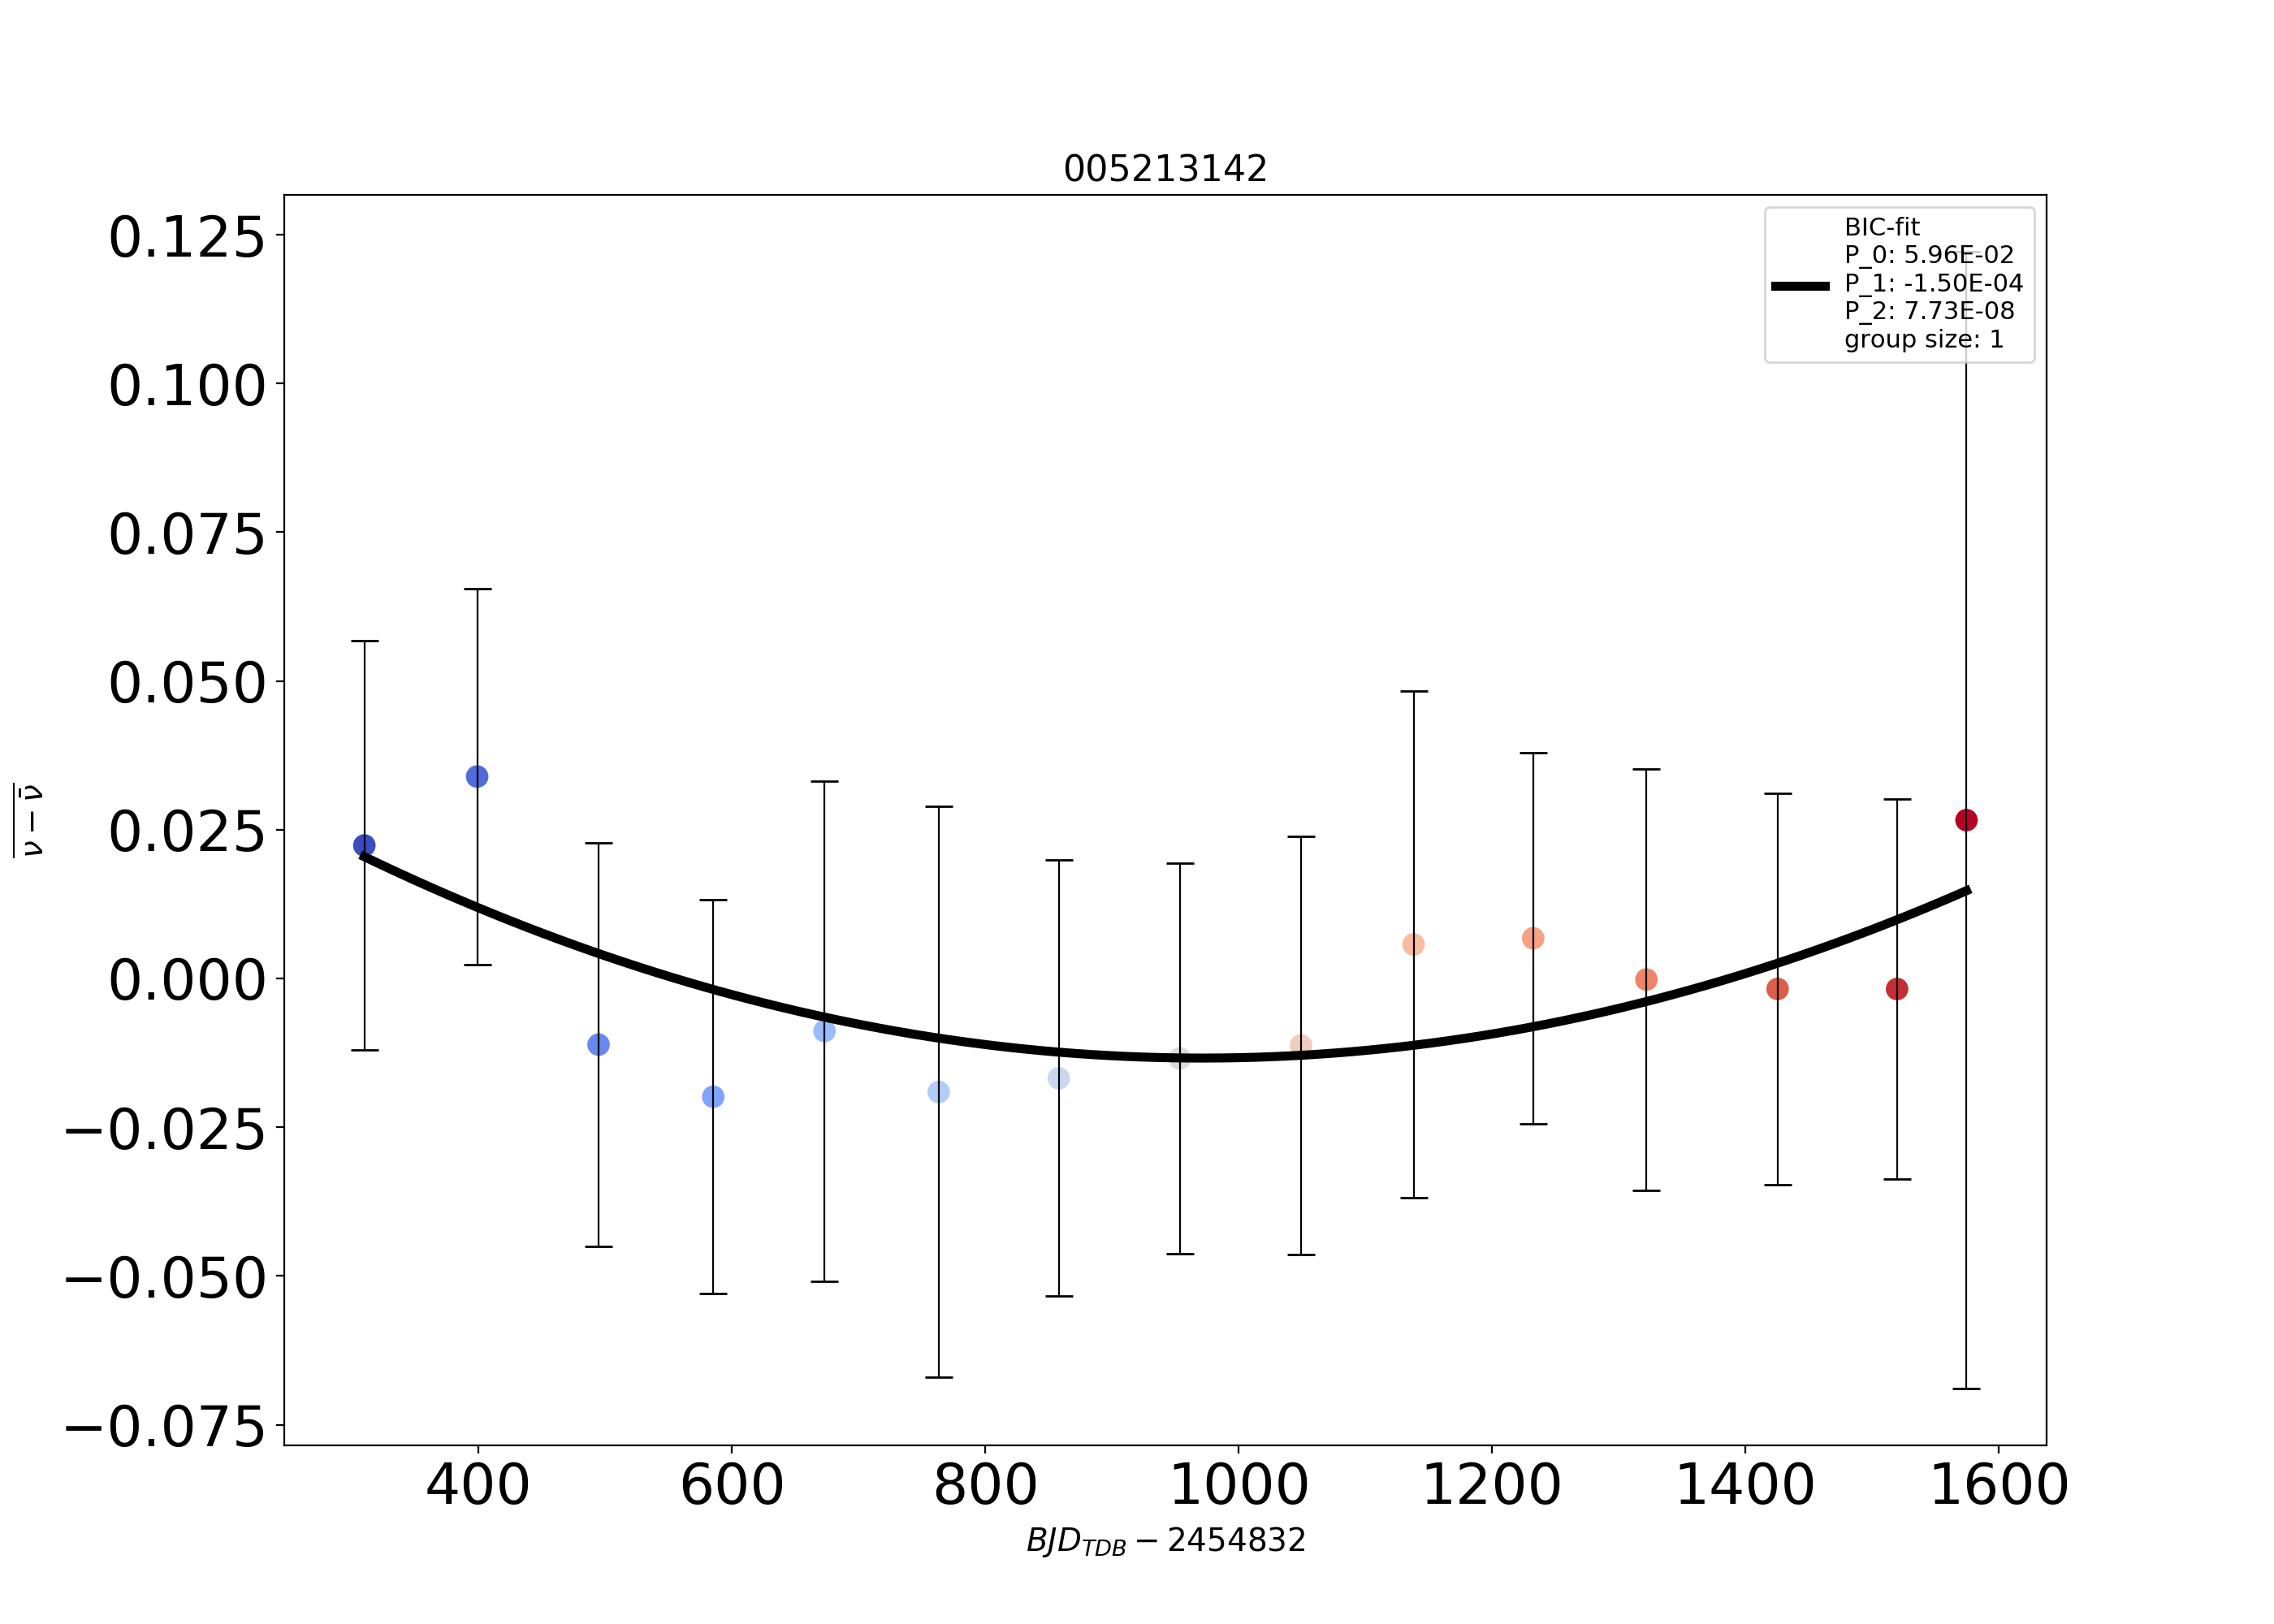 005213142
BIC-fit
P_0: 5.96E-02
P_1: -1.50E-04
P_2: 7.73E-08
group size: 1
0.125
0.100
0.075
0.050
0.025
0.000
−0.025
−0.050
−0.075
ν − ν̄
400 600 800 1000 1200 1400 1600
BJD_TDB − 2454832